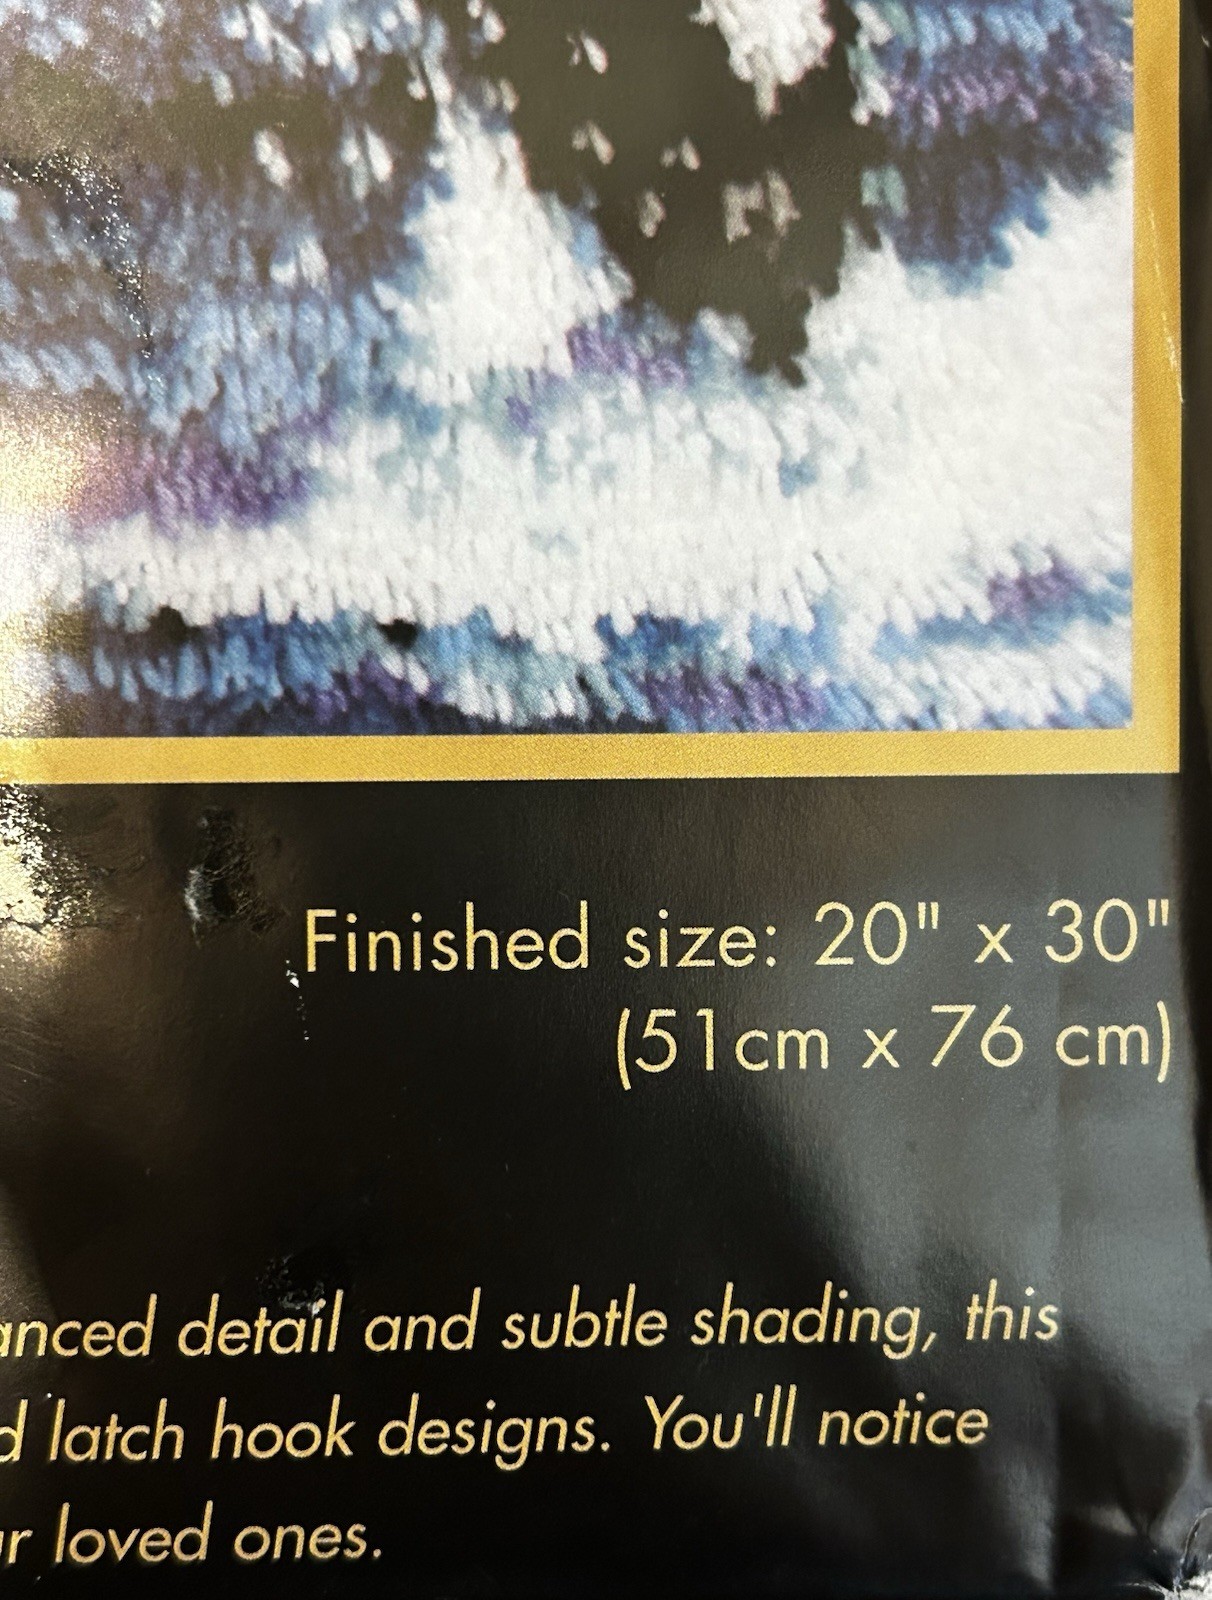 Finished size: 20" x 30"
(51cm x 76 cm)
detail and subtle shading, this
latch hook designs. You'll notice
loved ones.